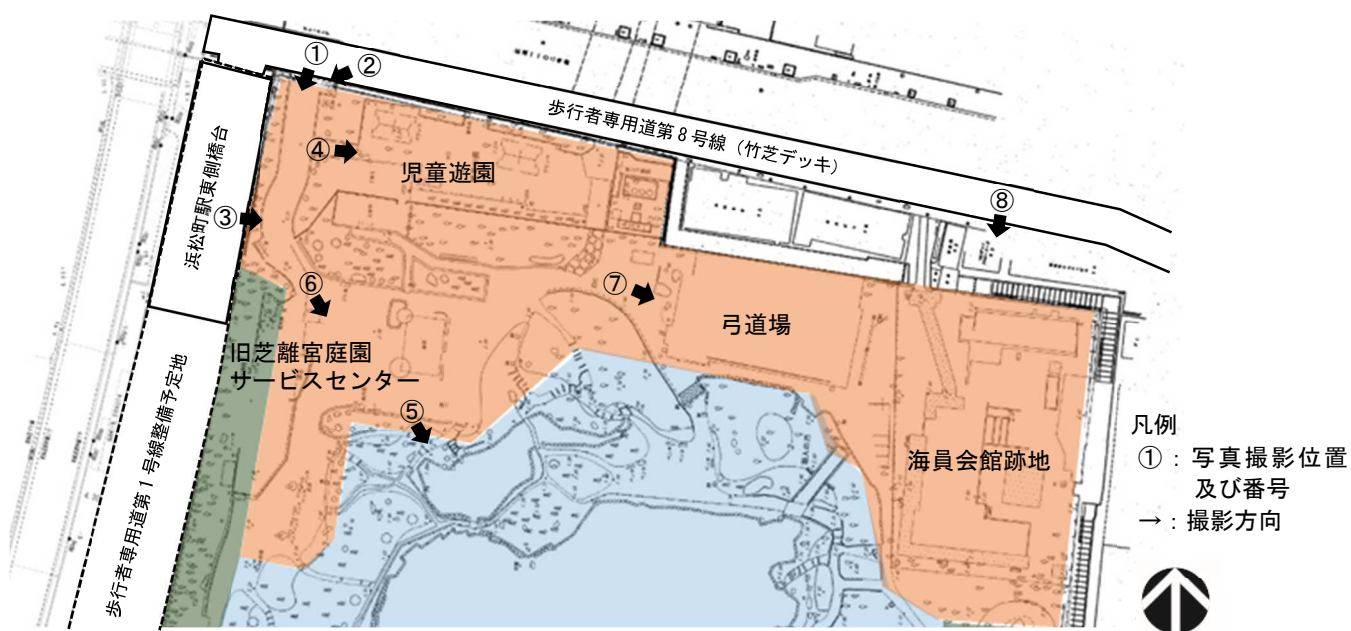 ①
②
歩行者専用道第8号線（竹芝デッキ）
浜松町駅東側橋台
④
児童遊園
③
⑧
⑥
⑦
弓道場
旧芝離宮庭園
サービスセンター
⑤
歩行者専用道第1号線整備予定地
海員会館跡地
凡例
①：写真撮影位置
及び番号
→：撮影方向